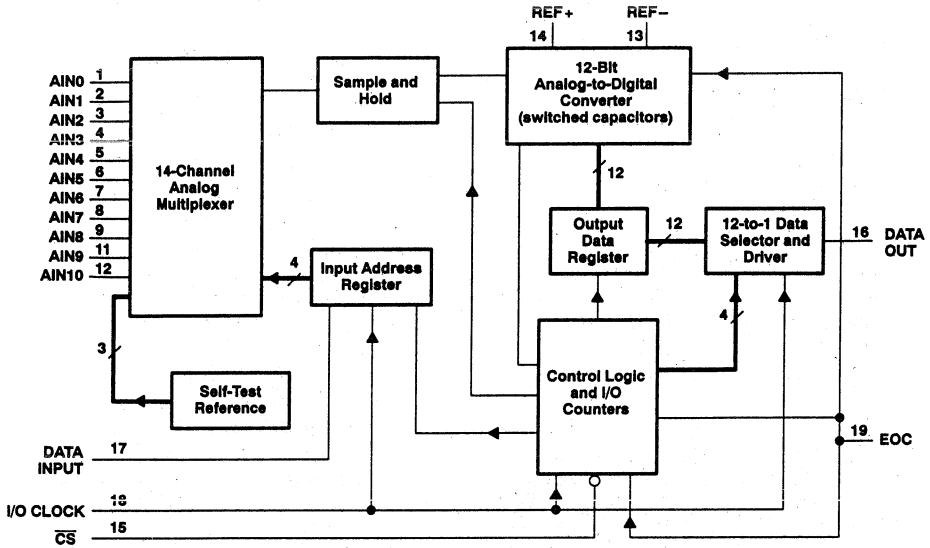 REF+ REF−
14 13
12-Bit
Analog-to-Digital
Converter
(switched capacitors)
Sample and
Hold
AIN0 1
AIN1 2
AIN2 3
AIN3 4
AIN4 5
AIN5 6
AIN6 7
AIN7 8
AIN8 9
AIN9 11
AIN10 12
14-Channel
Analog
Multiplexer
12
Output
Data
Register
12
12-to-1 Data
Selector and
Driver
16 DATA
OUT
4
Input Address
Register
4
3
Self-Test
Reference
Control Logic
and I/O
Counters
19 EOC
DATA
INPUT
17
I/O CLOCK 18
CS 15